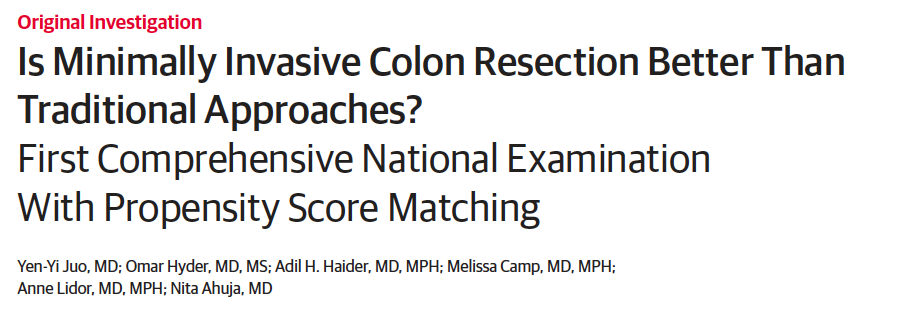 Original Investigation
Is Minimally Invasive Colon Resection Better Than
Traditional Approaches?
First Comprehensive National Examination
With Propensity Score Matching
Yen-Yi Juo, MD; Omar Hyder, MD, MS; Adil H. Haider, MD, MPH; Melissa Camp, MD, MPH;
Anne Lidor, MD, MPH; Nita Ahuja, MD